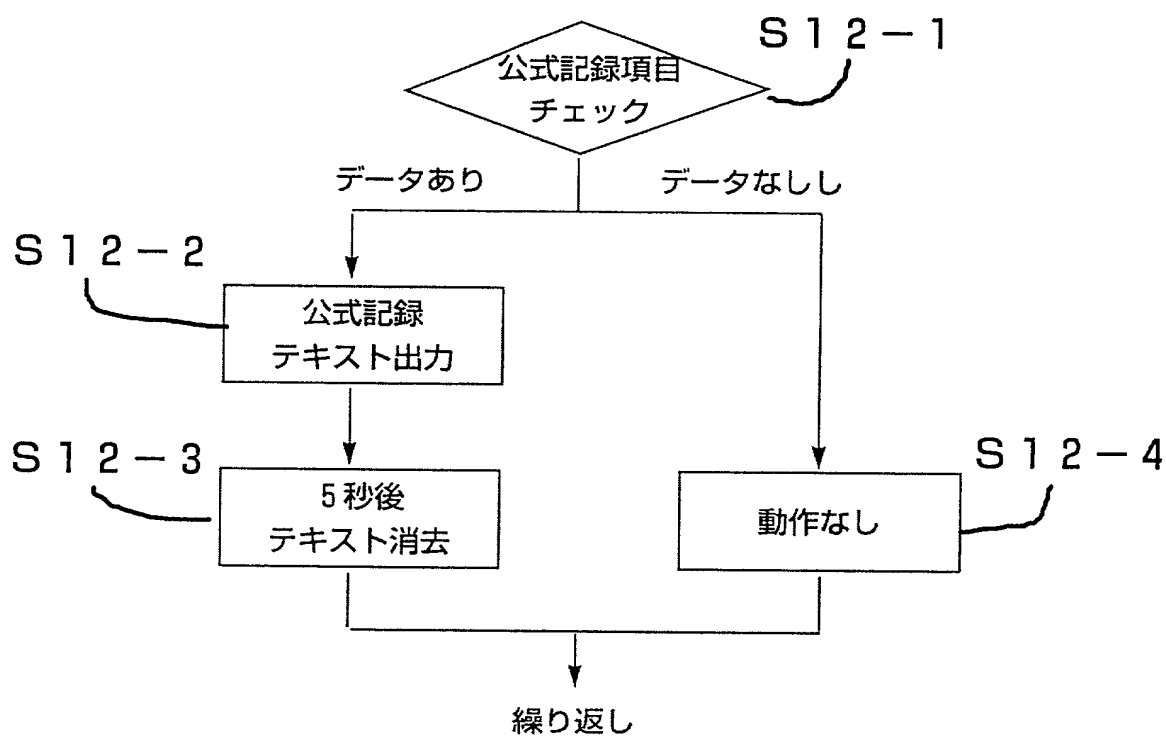 S12-1
公式記録項目
チェック
データあり
データなしし
S12-2
公式記録
テキスト出力
S12-3
5秒後
テキスト消去
S12-4
動作なし
繰り返し